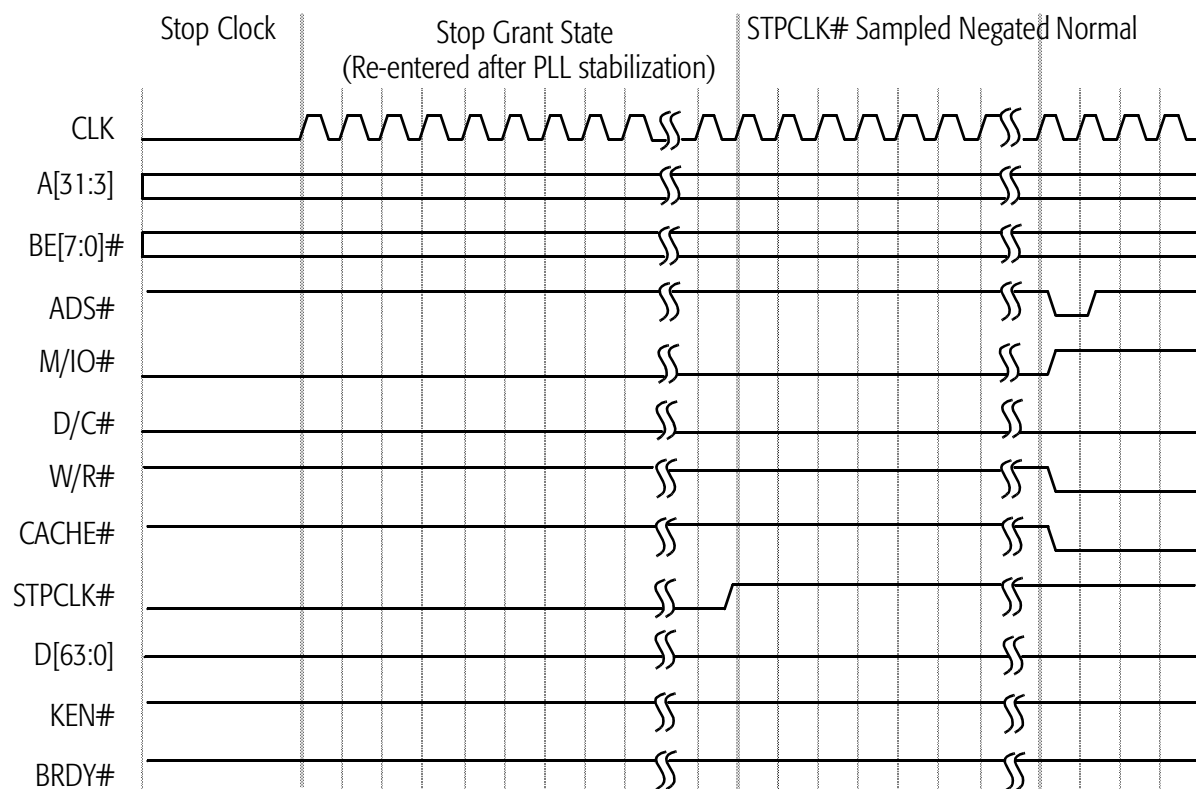 Stop Clock
Stop Grant State
(Re-entered after PLL stabilization)
STPCLK# Sampled Negated
Normal
CLK
A[31:3]
BE[7:0]#
ADS#
M/IO#
D/C#
W/R#
CACHE#
STPCLK#
D[63:0]
KEN#
BRDY#